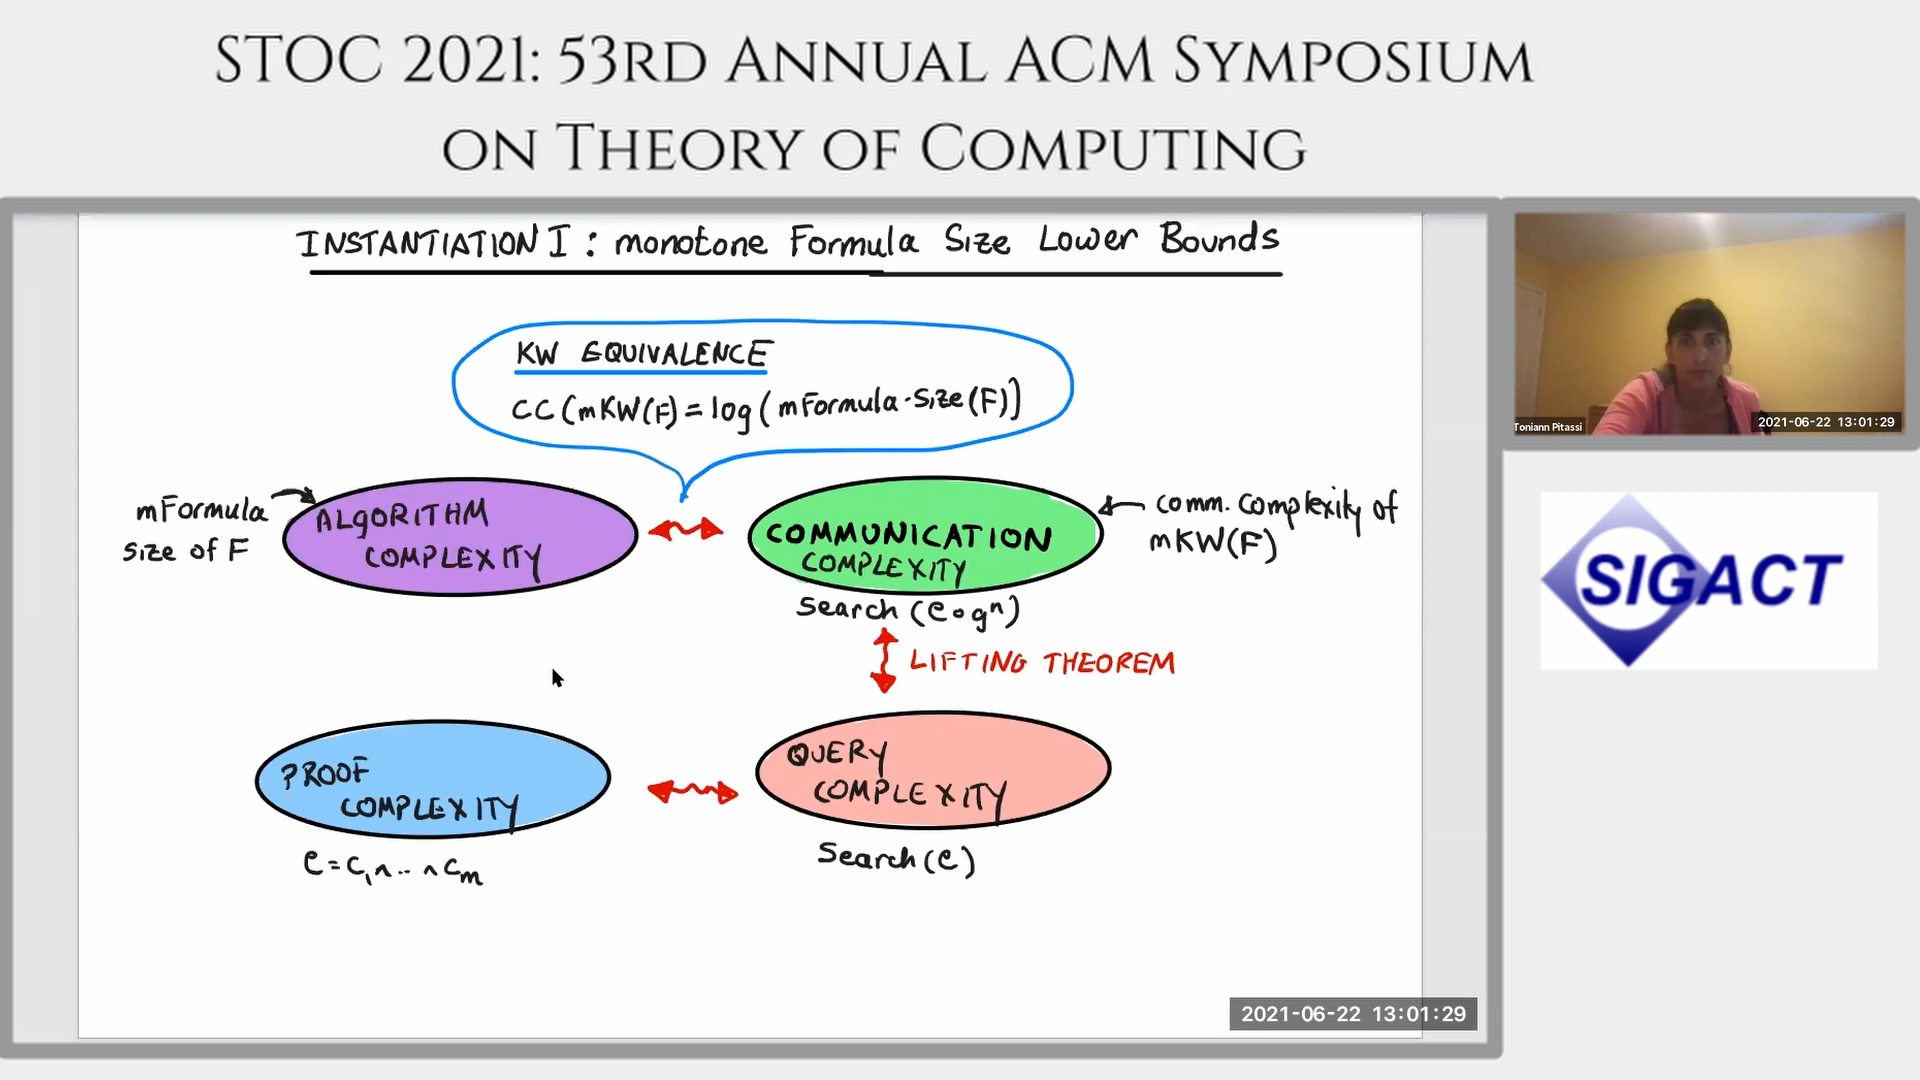 STOC 2021: 53RD ANNUAL ACM SYMPOSIUM
ON THEORY OF COMPUTING
INSTANTIATION I : monotone Formula Size Lower Bounds
KW EQUIVALENCE
CC (mKW(F) = log ( mFormula-size (F)]
mFormula
size of F
ALGORITHM
COMPLEXITY
COMMUNICATION
COMPLEXITY
comm. complexity of
mKW(F)
Search (C∘gⁿ)
LIFTING THEOREM
PROOF
COMPLEXITY
C = C₁ ∧ .. ∧ Cₘ
QUERY
COMPLEXITY
Search (C)
Toniann Pitassi
2021-06-22 13:01:29
SIGACT
2021-06-22 13:01:29